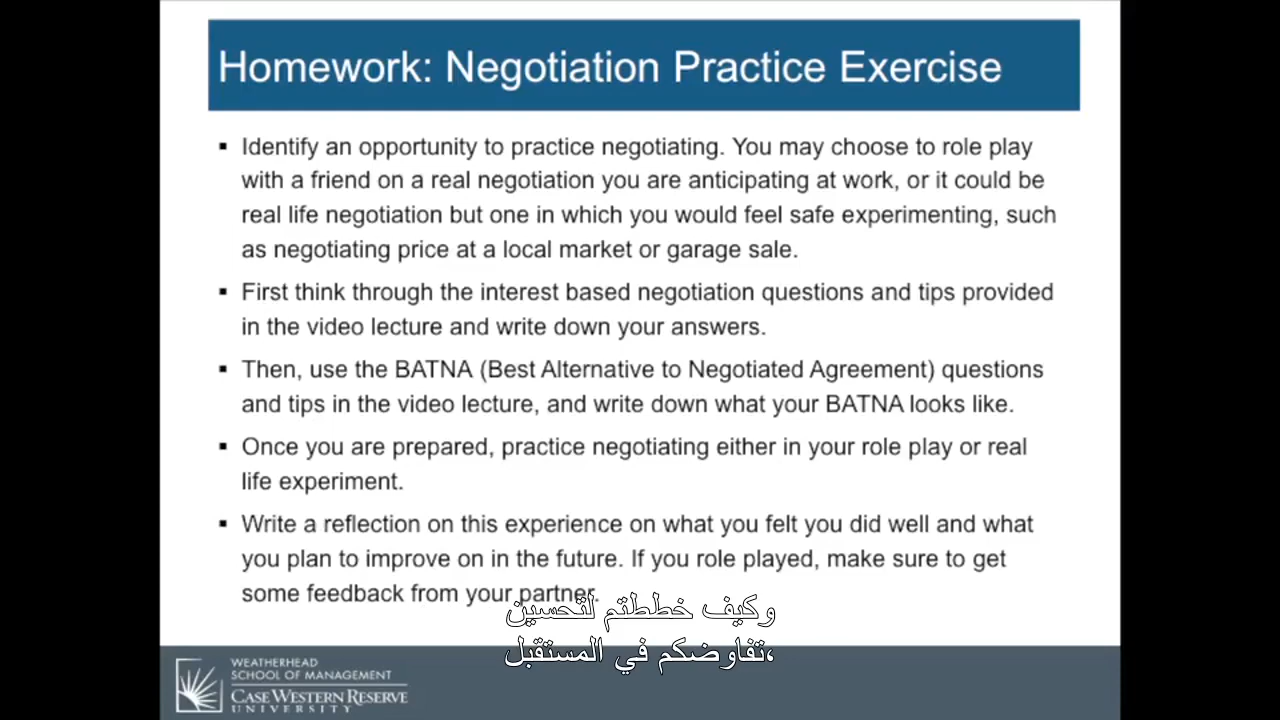 Homework: Negotiation Practice Exercise
▪ Identify an opportunity to practice negotiating. You may choose to role play
with a friend on a real negotiation you are anticipating at work, or it could be
real life negotiation but one in which you would feel safe experimenting, such
as negotiating price at a local market or garage sale.
▪ First think through the interest based negotiation questions and tips provided
in the video lecture and write down your answers.
▪ Then, use the BATNA (Best Alternative to Negotiated Agreement) questions
and tips in the video lecture, and write down what your BATNA looks like.
▪ Once you are prepared, practice negotiating either in your role play or real
life experiment.
▪ Write a reflection on this experience on what you felt you did well and what
you plan to improve on in the future. If you role played, make sure to get
some feedback from your partner.
وكيف خططتم لتحسين
تفاوضكم في المستقبل،
WEATHERHEAD
SCHOOL OF MANAGEMENT
CASE WESTERN RESERVE
UNIVERSITY